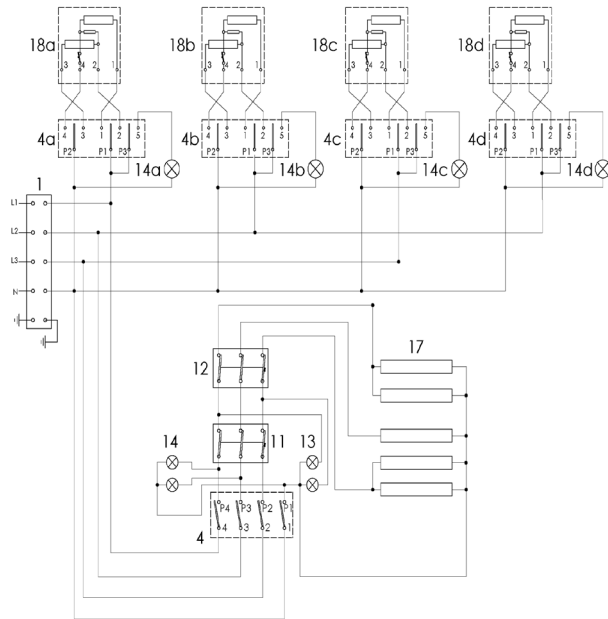 18a 18b 18c 18d
3 4 2 1 3 4 2 1 3 4 2 1 3 4 2 1
4 3 1 2 5 4 3 1 2 5 4 3 1 2 5 4 3 1 2 5
4a 4b 4c 4d
P2 P1 P3 P2 P1 P3 P2 P1 P3 P2 P1 P3
14a 14b 14c 14d
1
L1
L2
L3
N
12 17
14 11 13
P4 P3 P2 P1
4 4 3 2 1